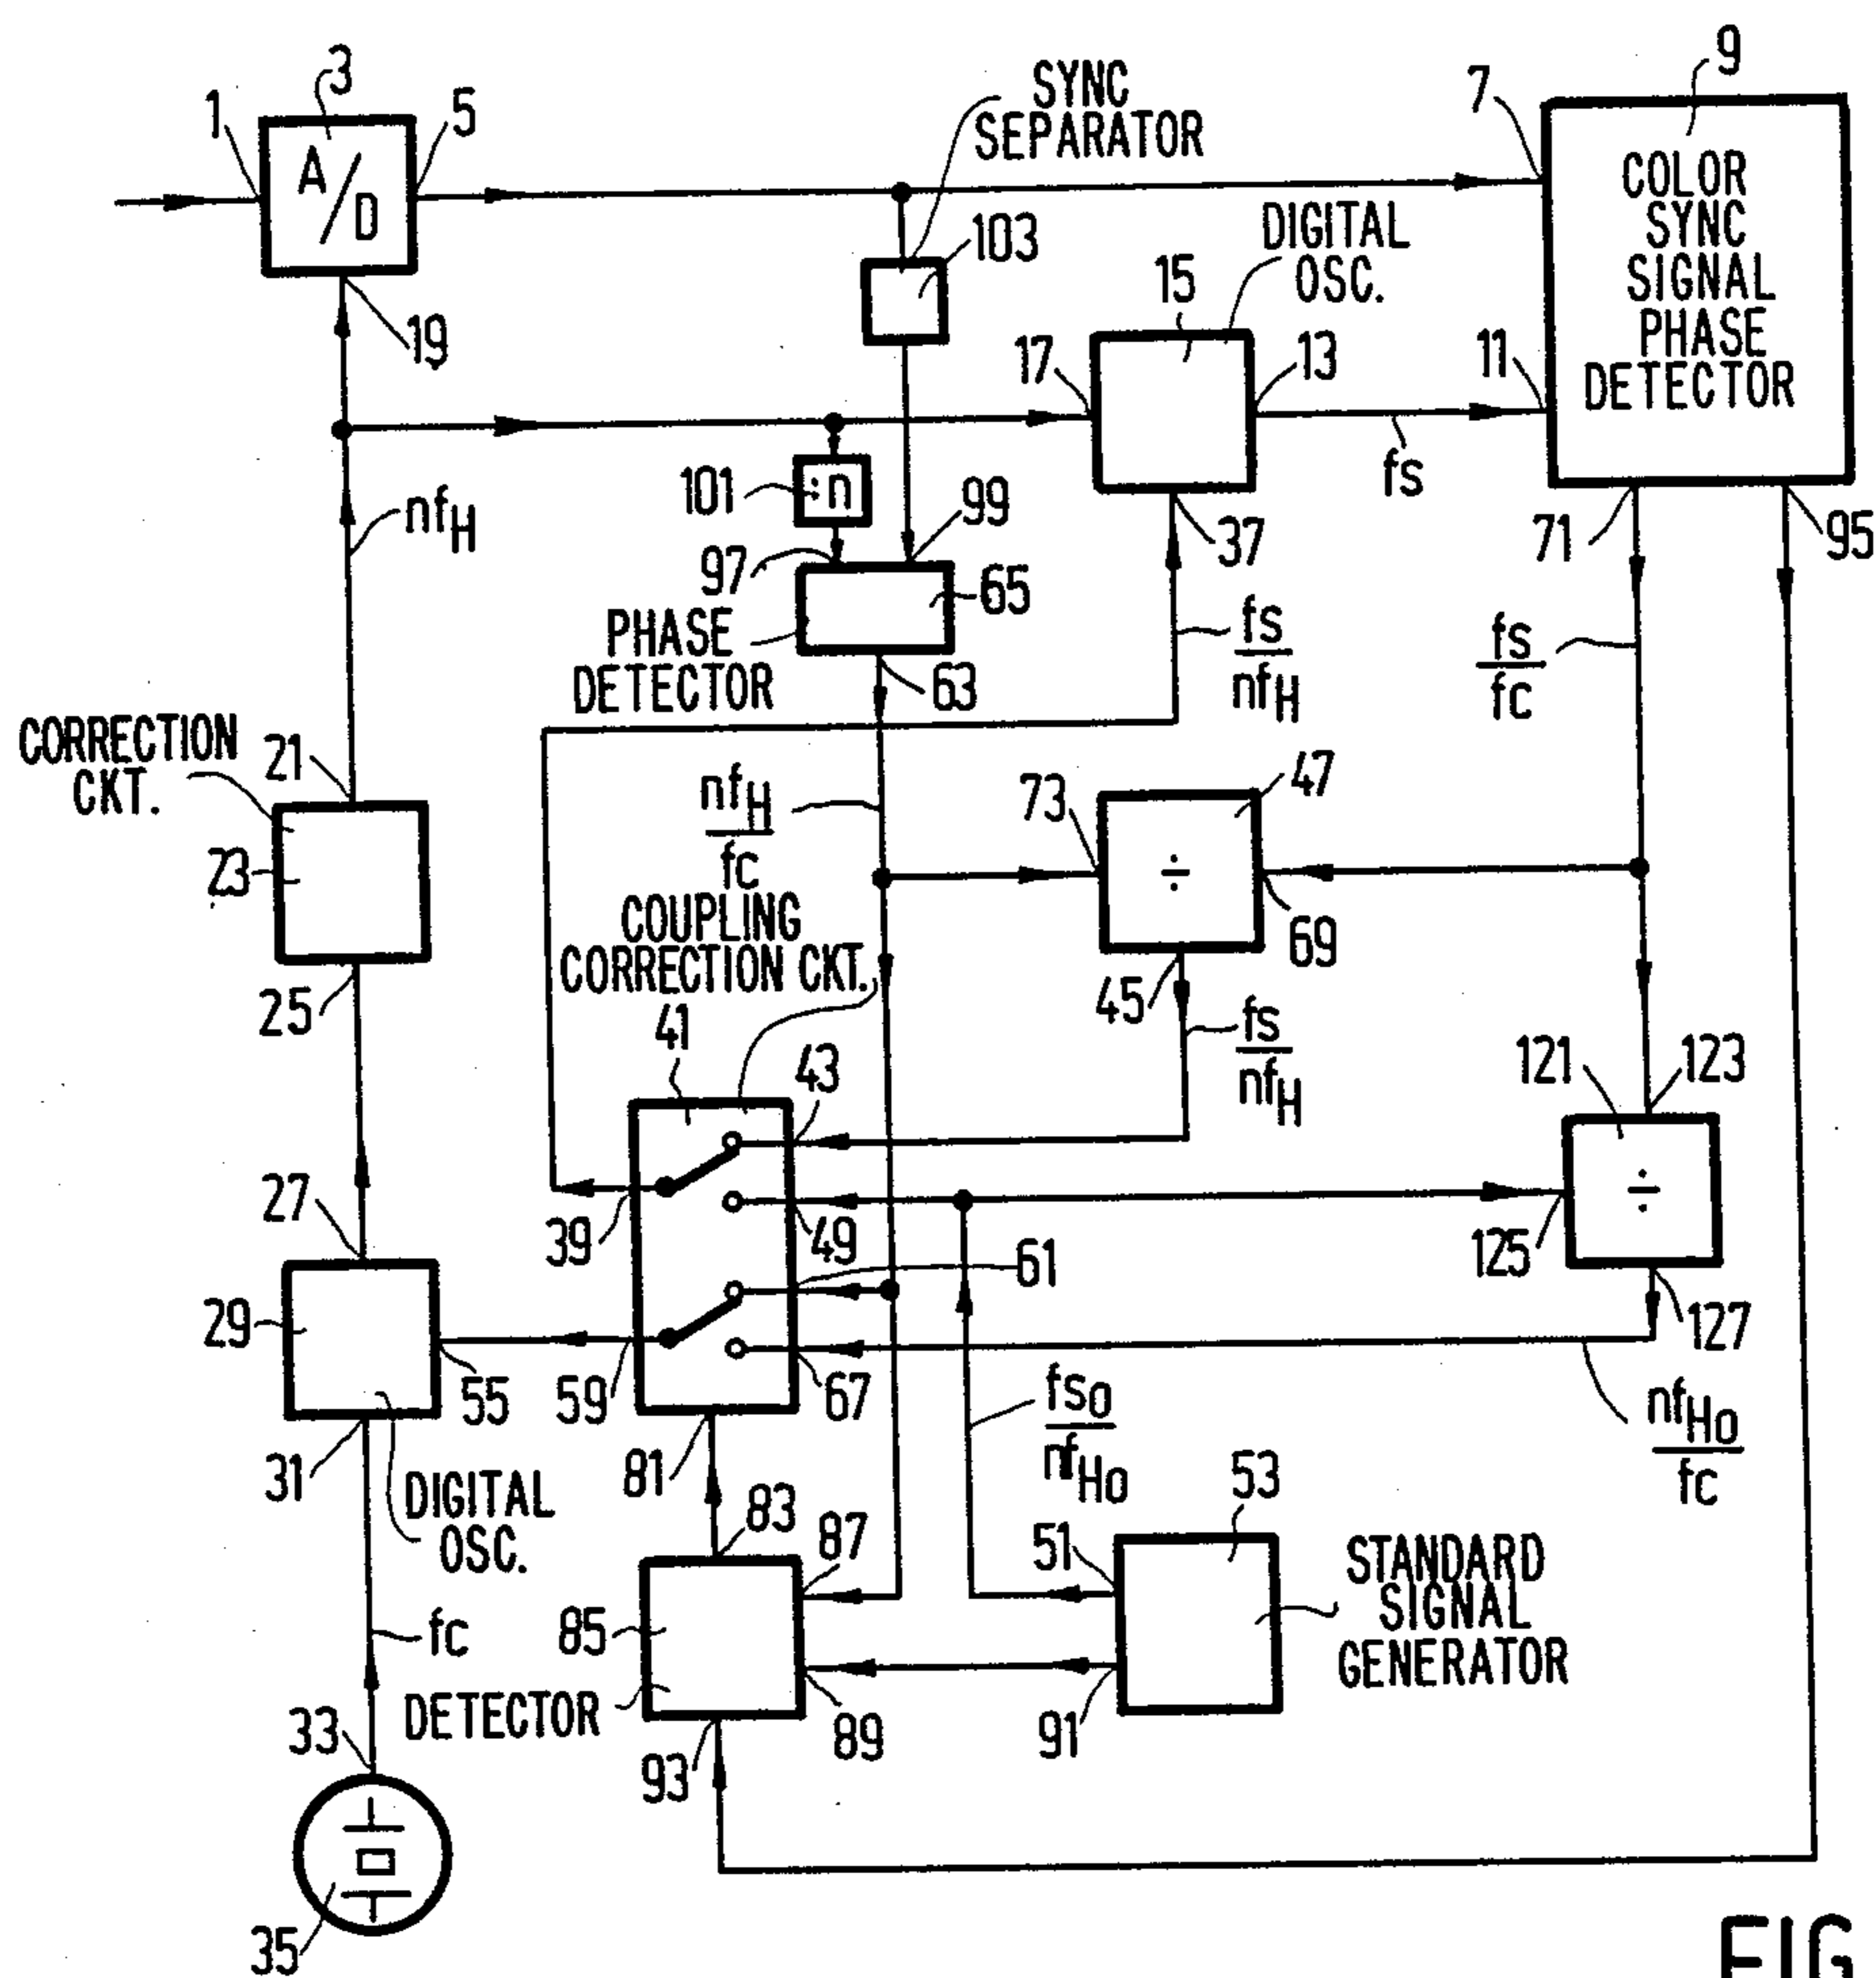 3
9
1
5
SYNC
SEPARATOR
7
A/D
103
DIGITAL
OSC.
COLOR
SYNC
SIGNAL
PHASE
DETECTOR
15
19
17
13
11
fs
101
:n
99
nfH
97
37
71
95
65
PHASE
DETECTOR
fs
nfH
fs
fc
63
CORRECTION
CKT.
21
nfH
fc
73
47
÷
23
COUPLING
CORRECTION CKT.
69
25
45
41
43
fs
nfH
121
123
÷
27
39
49
61
125
29
127
55
59
67
fso
nfHo
nfHo
fc
31
81
53
DIGITAL
OSC.
83
87
51
STANDARD
SIGNAL
GENERATOR
fc
85
DETECTOR
33
89
91
93
35
FIG